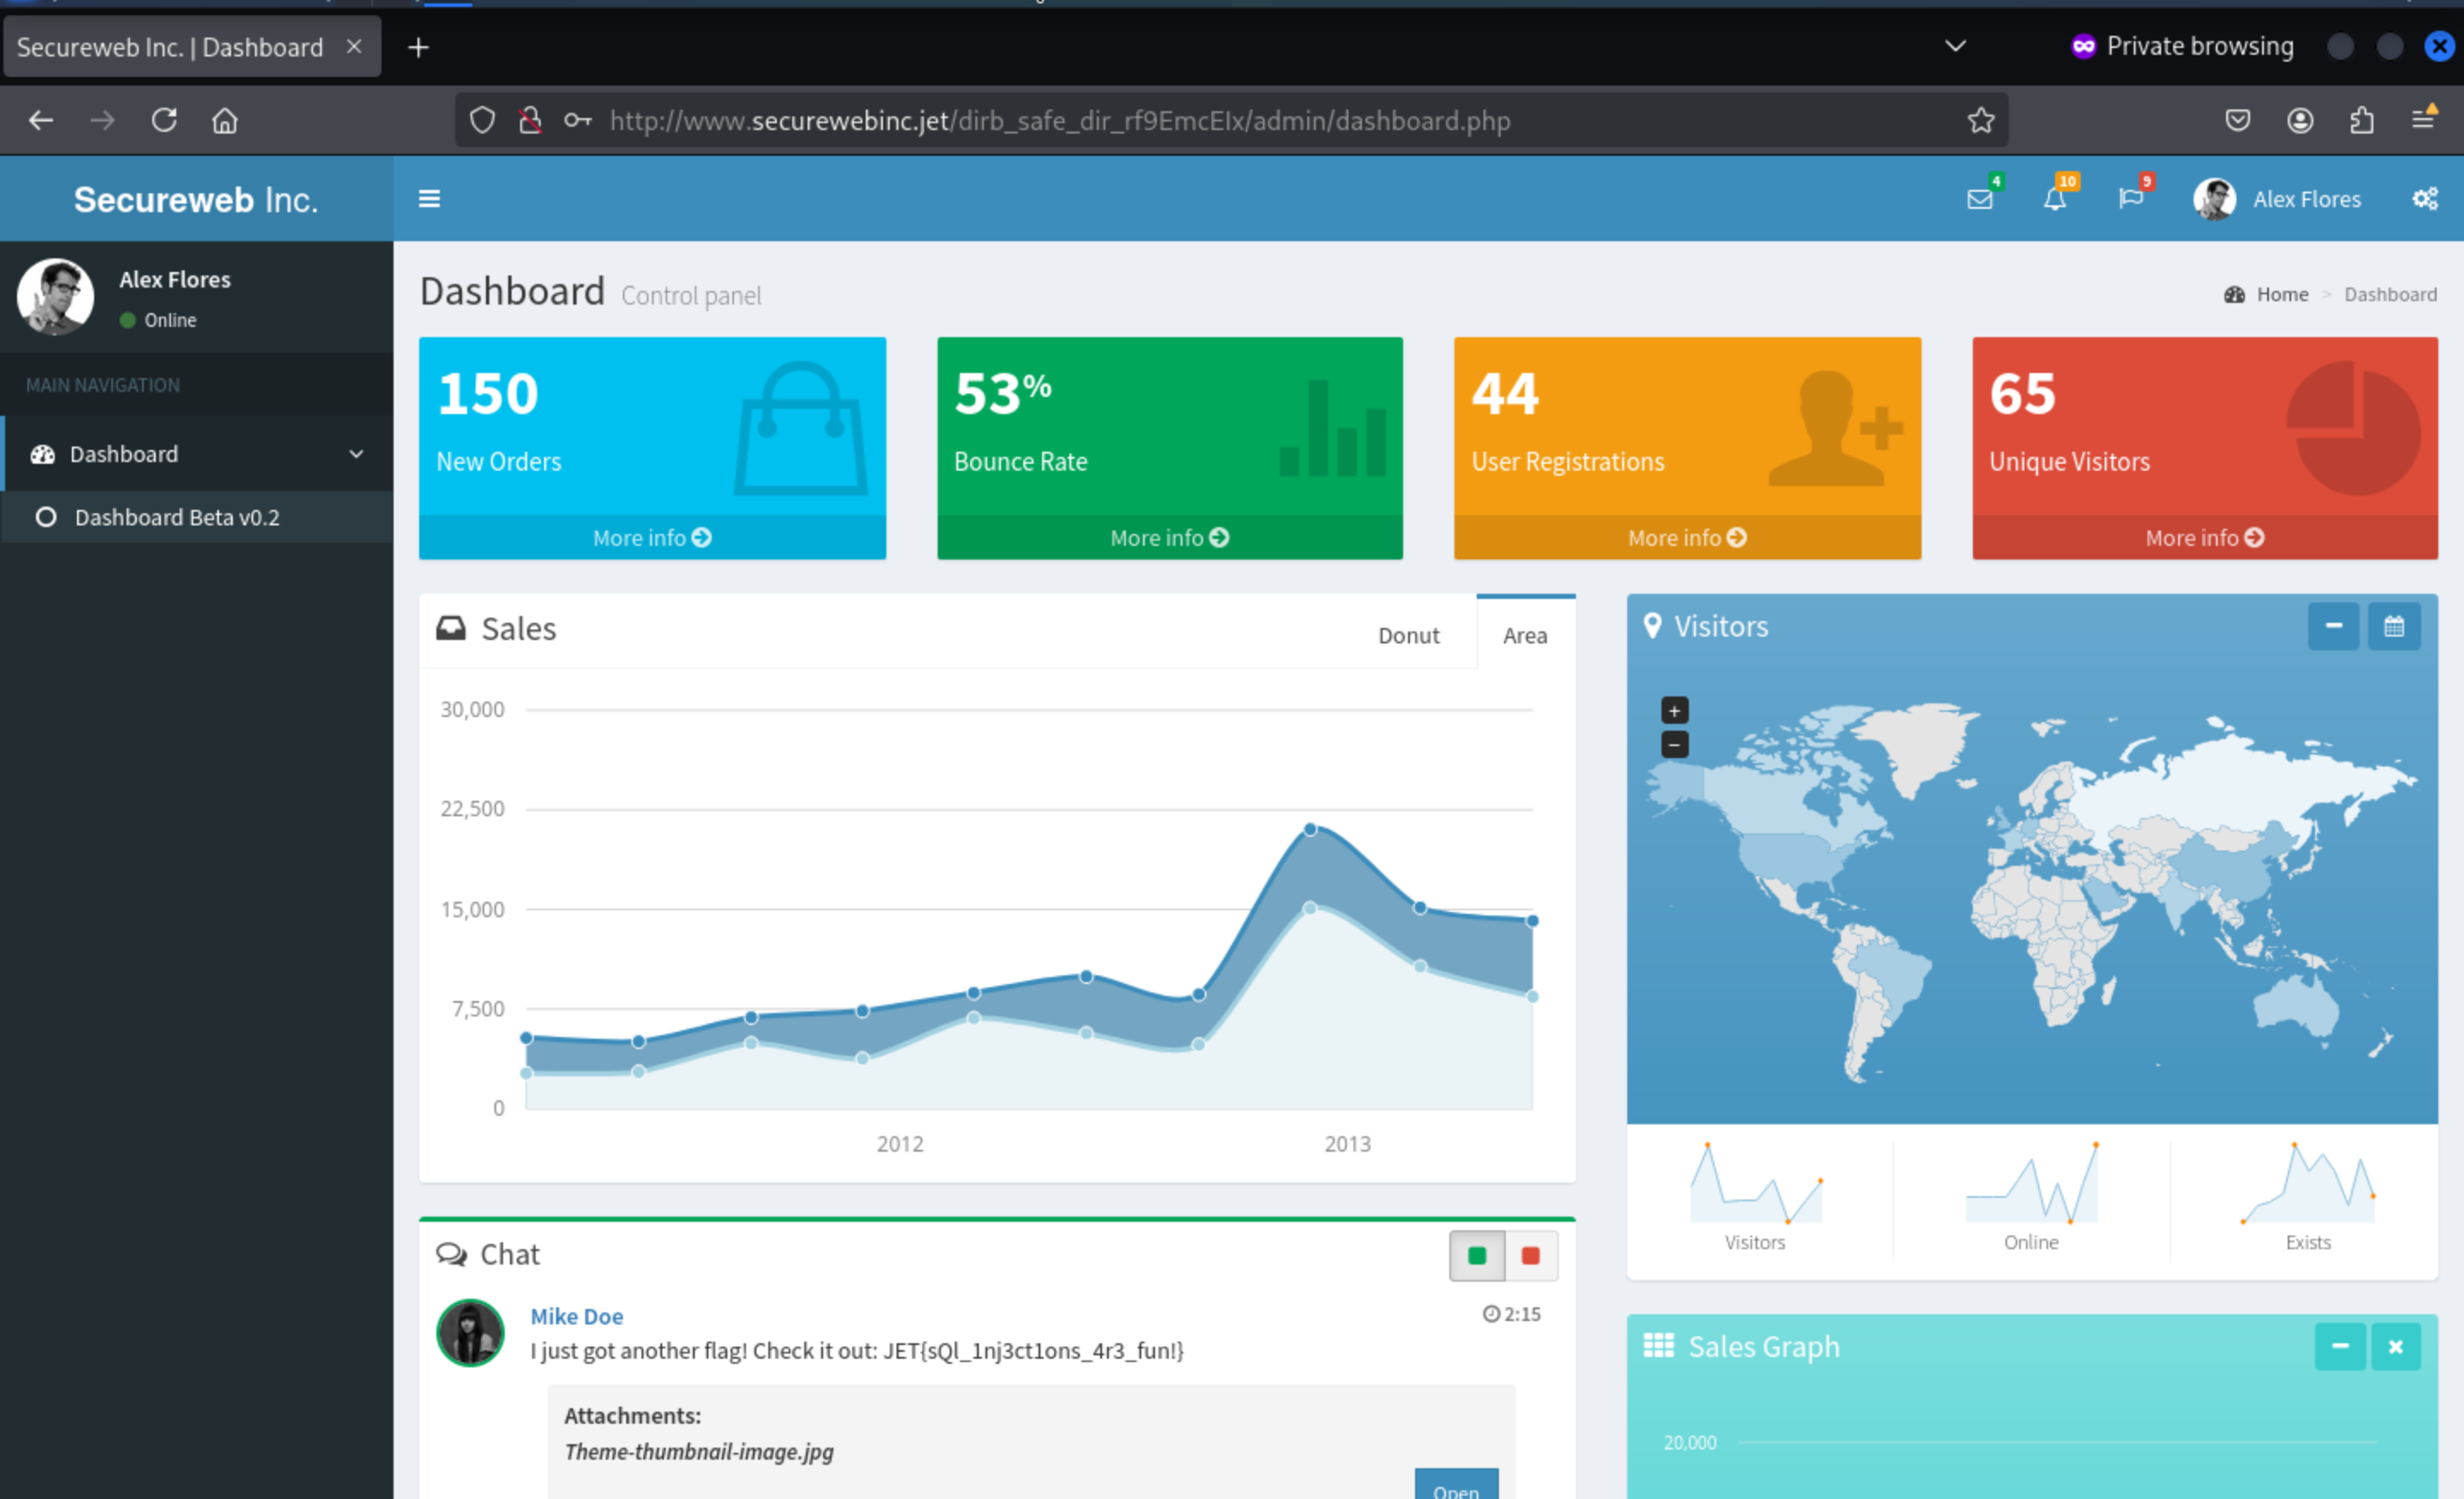 Secureweb Inc. | Dashboard
Private browsing
http://www.securewebinc.jet/dirb_safe_dir_rf9EmcEIx/admin/dashboard.php
Secureweb Inc.
4
10
9
Alex Flores
Alex Flores
Online
MAIN NAVIGATION
Dashboard
Dashboard Beta v0.2
Dashboard Control panel
Home > Dashboard
150
New Orders
More info
53%
Bounce Rate
More info
44
User Registrations
More info
65
Unique Visitors
More info
Sales
Donut
Area
30,000
22,500
15,000
7,500
0
2012
2013
Visitors
+
−
Visitors
Online
Exists
Chat
Mike Doe
2:15
I just got another flag! Check it out: JET{sQl_1nj3ct1ons_4r3_fun!}
Attachments:
Theme-thumbnail-image.jpg
Open
Sales Graph
20,000